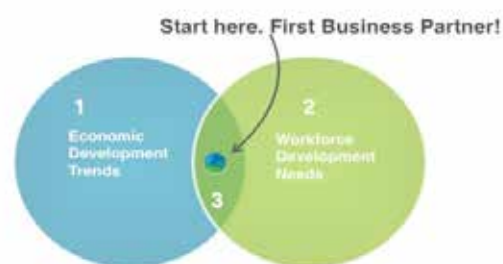 Start here. First Business Partner!
1
Economic
Development
Trends
2
Workforce
Development
Needs
3